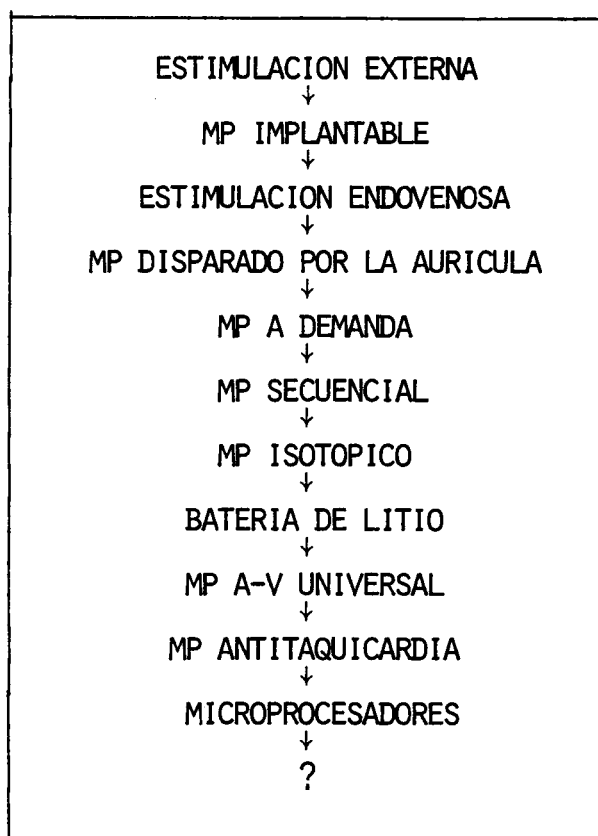 ESTIMULACION EXTERNA
↓
MP IMPLANTABLE
↓
ESTIMULACION ENDOVENOSA
↓
MP DISPARADO POR LA AURICULA
↓
MP A DEMANDA
↓
MP SECUENCIAL
↓
MP ISOTOPICO
↓
BATERIA DE LITIO
↓
MP A-V UNIVERSAL
↓
MP ANTITAQUICARDIA
↓
MICROPROCESADORES
↓
?